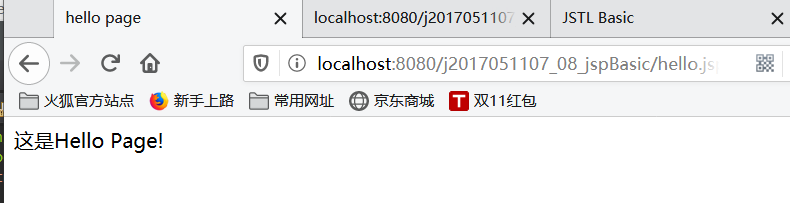 hello page
localhost:8080/j2017051107
JSTL Basic
localhost:8080/j2017051107_08_jspBasic/hello.jsp
火狐官方站点 新手上路 常用网址 京东商城 T 双11红包
这是Hello Page!